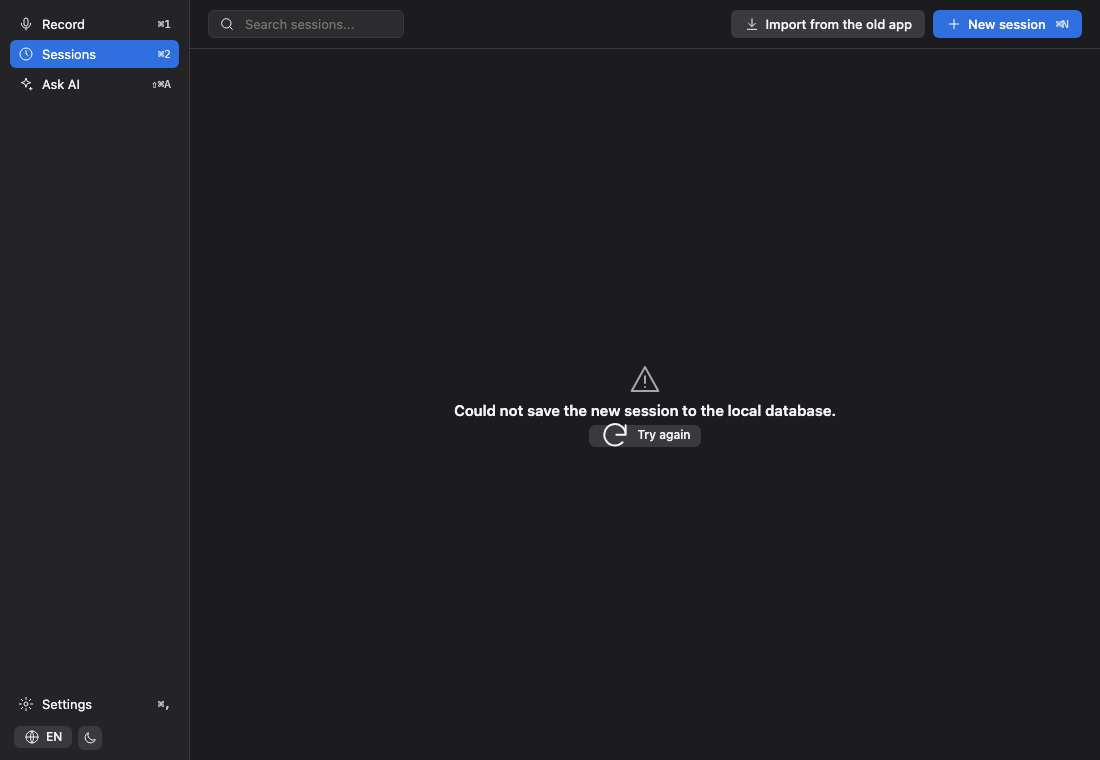 Record ⌘1
Sessions ⌘2
Ask AI ⇧⌘A
Search sessions...
Import from the old app
New session ⌘N
Could not save the new session to the local database.
Try again
Settings ⌘,
EN